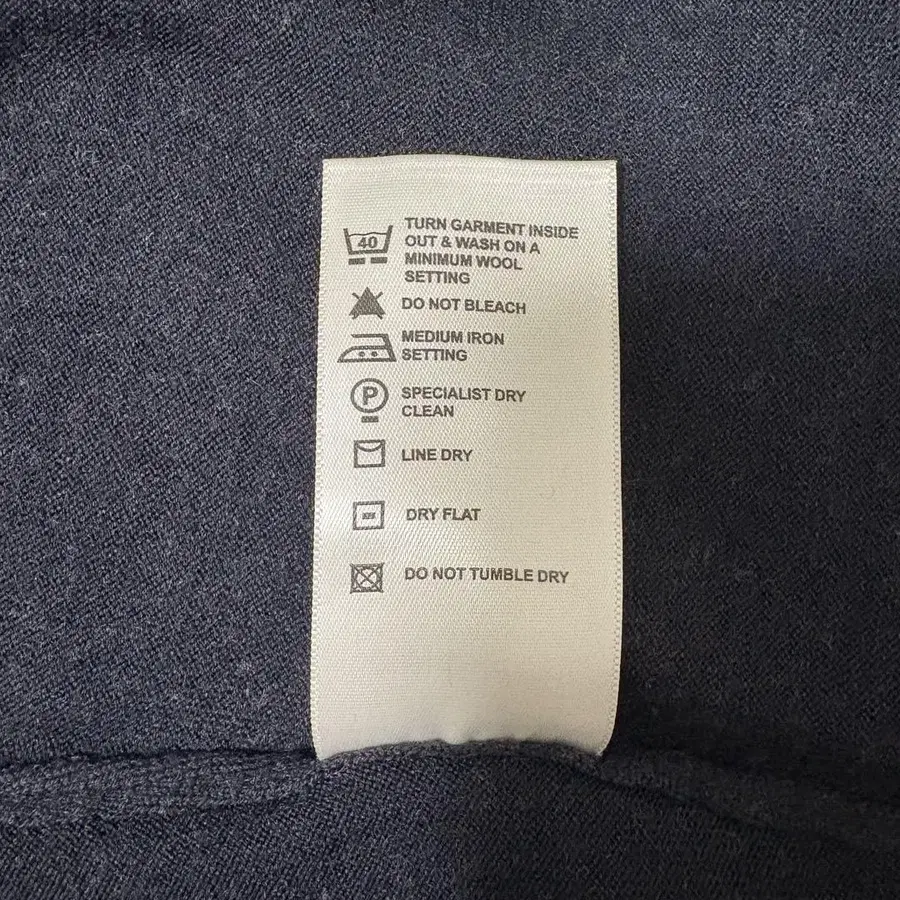 40 TURN GARMENT INSIDE
OUT & WASH ON A
MINIMUM WOOL
SETTING
DO NOT BLEACH
MEDIUM IRON
SETTING
P SPECIALIST DRY
CLEAN
LINE DRY
DRY FLAT
DO NOT TUMBLE DRY